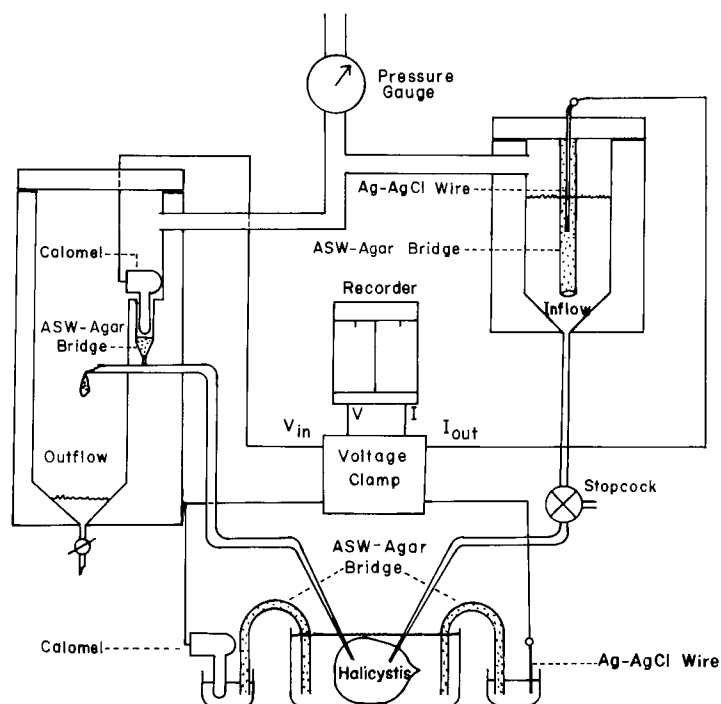 Pressure
Gauge
Ag-AgCl Wire
Calomel
ASW-Agar Bridge
Recorder
Inflow
ASW-Agar
Bridge
V
I
V in
I out
Voltage
Clamp
Outflow
Stopcock
ASW-Agar
Bridge
Calomel
Halicystis
Ag-AgCl Wire